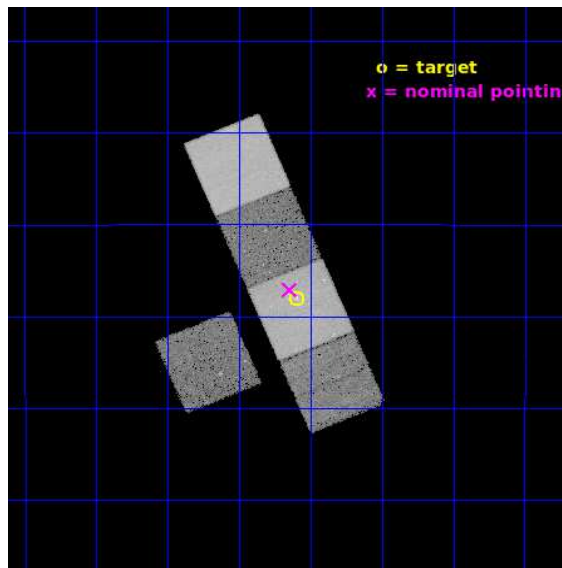 o = target
x = nominal pointin